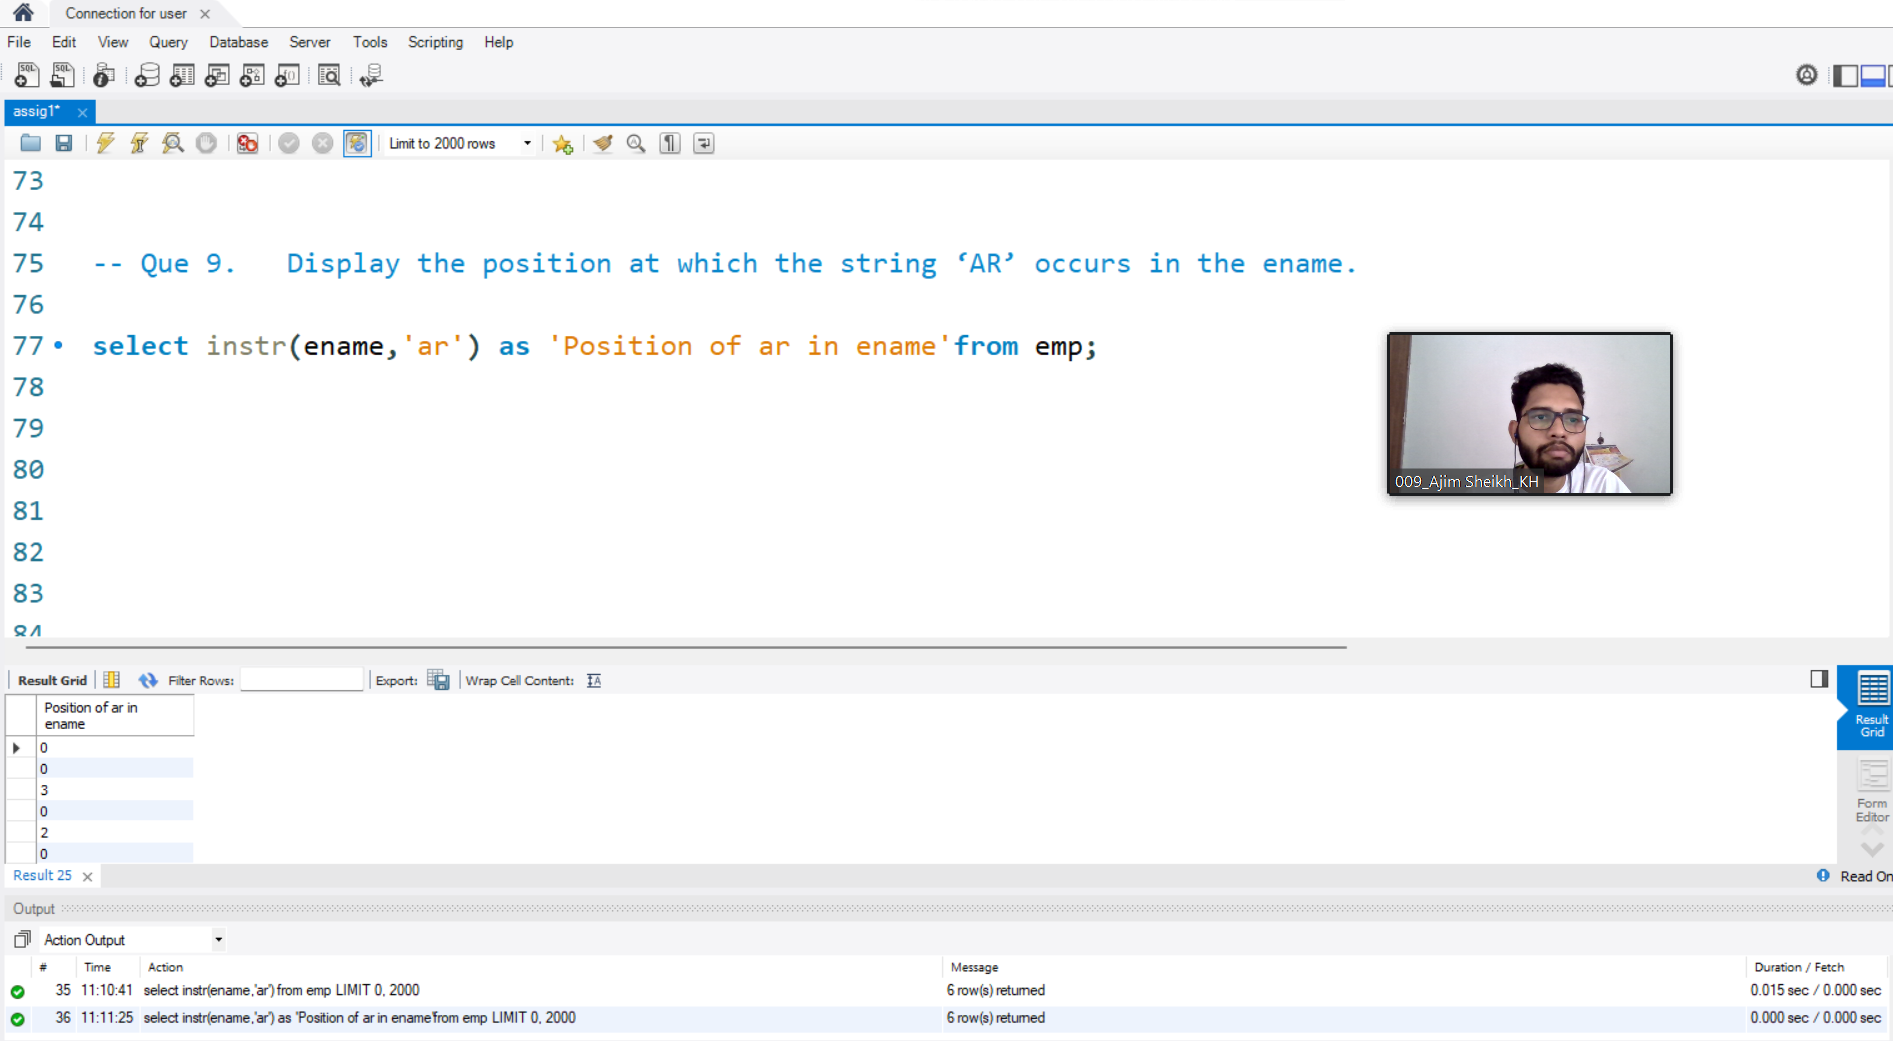 Connection for user
File Edit View Query Database Server Tools Scripting Help
assig1*
Limit to 2000 rows
73
74
75 -- Que 9. Display the position at which the string ‘AR’ occurs in the ename.
76
77 select instr(ename,'ar') as 'Position of ar in ename'from emp;
78
79
80
81
82
83
84
009_Ajim Sheikh_KH
Result Grid Filter Rows: Export: Wrap Cell Content:
Position of ar in
ename
0
0
3
0
2
0
Result
Grid
Form
Editor
Result 25 Read On
Output
Action Output
# Time Action Message Duration / Fetch
35 11:10:41 select instr(ename,'ar') from emp LIMIT 0, 2000 6 row(s) returned 0.015 sec / 0.000 sec
36 11:11:25 select instr(ename,'ar') as 'Position of ar in ename'from emp LIMIT 0, 2000 6 row(s) returned 0.000 sec / 0.000 sec